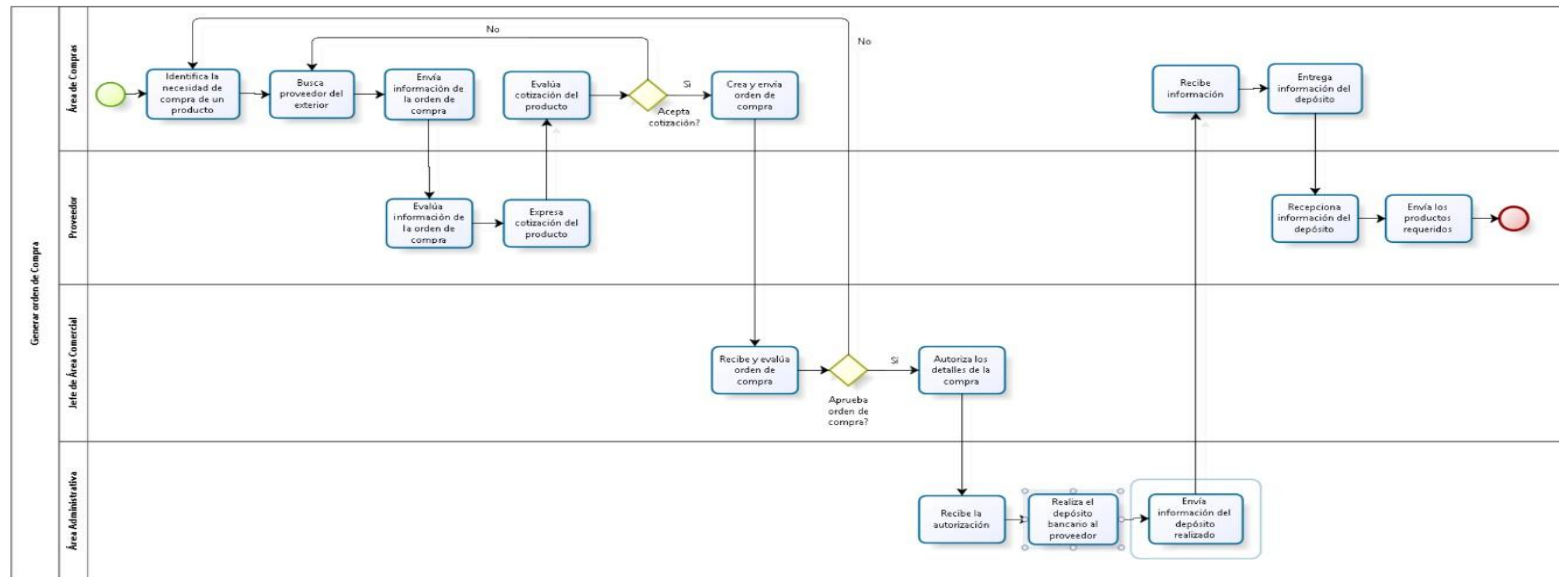 Generar orden de Compra
Área de Compras
No
No
Identifica la
necesidad de
compra de un
producto
Busca
proveedor del
exterior
Envía
información de
la orden de
compra
Evalúa
cotización del
producto
Acepta
cotización?
Si
Crea y envia
orden de
compra
Recibe
información
Entrega
información del
depósito
Proveedor
Evalúa
información de
la orden de
compra
Expresa
cotización del
producto
Recepciona
información del
depósito
Envía los
productos
requeridos
Jefe de Área Comercial
Recibe y evalúa
orden de
compra
Aprueba
orden de
compra?
Sí
Autoriza los
detalles de la
compra
Área Administrativa
Recibe la
autorización
Realiza el
depósito
bancario al
proveedor
Envía
información del
depósito
realizado